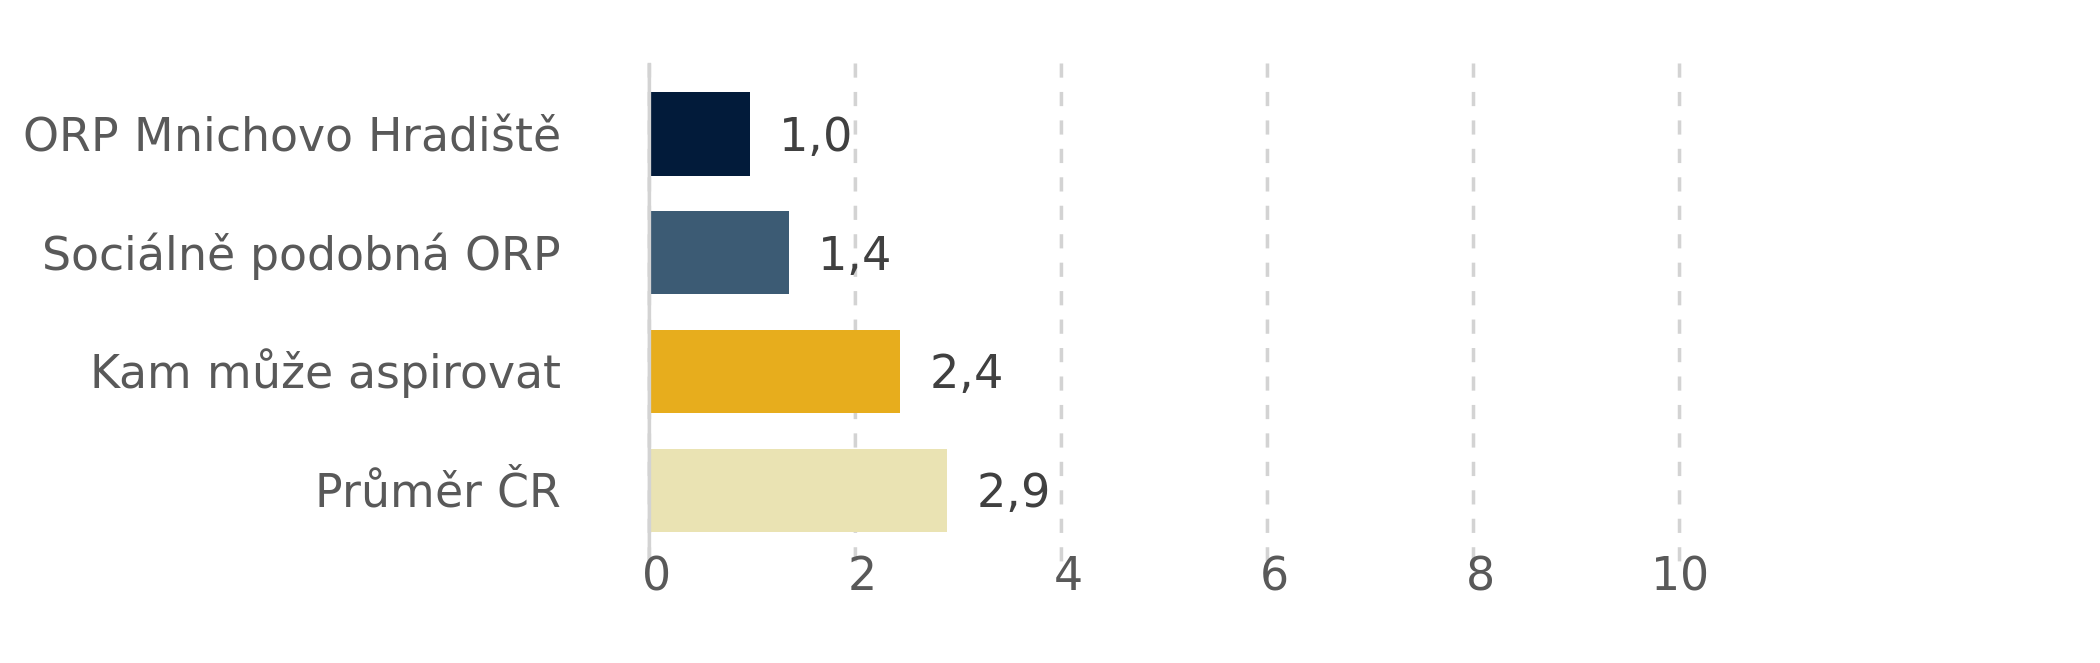 ORP Mnichovo Hradiště 1,0
Sociálně podobná ORP 1,4
Kam může aspirovat 2,4
Průměr ČR 2,9
0 2 4 6 8 10